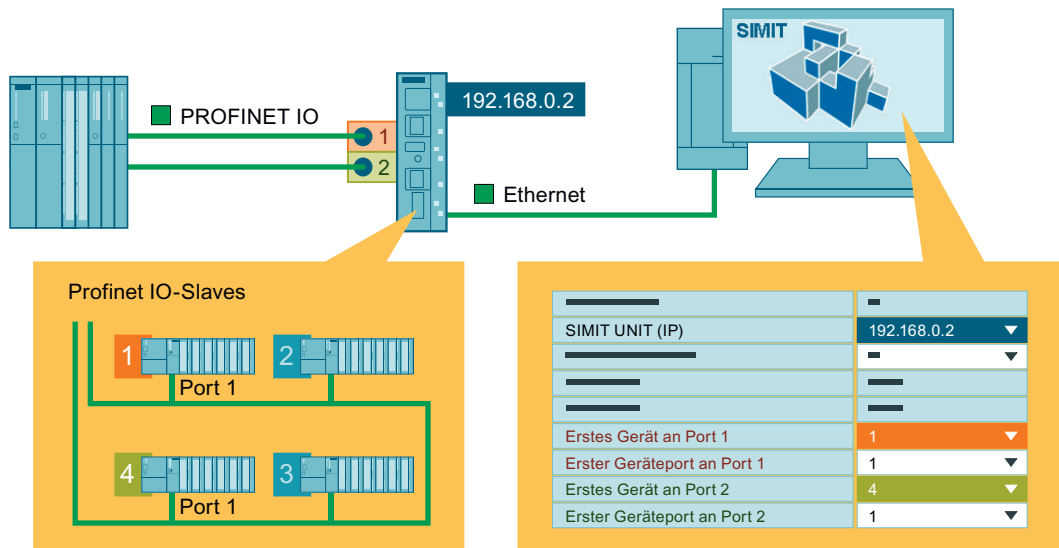 SIMIT
192.168.0.2
PROFINET IO
1
2
Ethernet
Profinet IO-Slaves
1
2
Port 1
4
3
Port 1
SIMIT UNIT (IP) 192.168.0.2
Erstes Gerät an Port 1 1
Erster Geräteport an Port 1 1
Erstes Gerät an Port 2 4
Erster Geräteport an Port 2 1